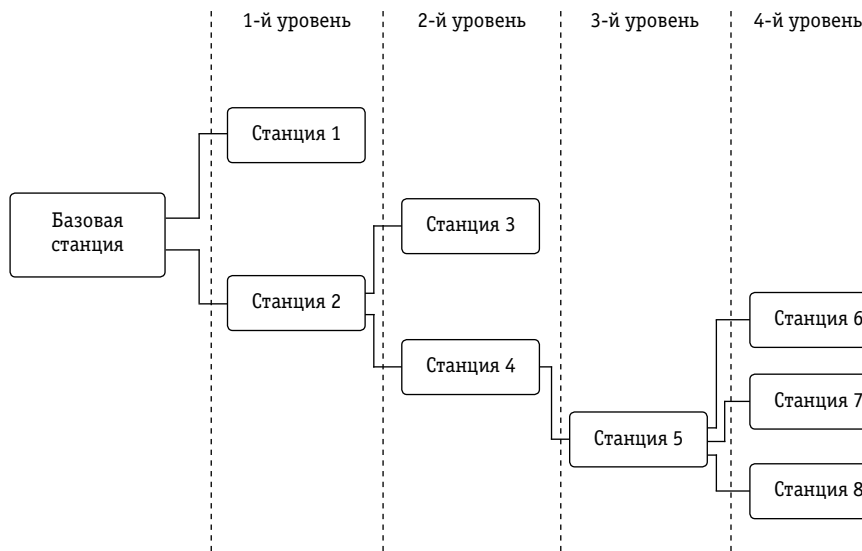 1-й уровень
2-й уровень
3-й уровень
4-й уровень
Станция 1
Базовая
станция
Станция 2
Станция 3
Станция 4
Станция 5
Станция 6
Станция 7
Станция 8